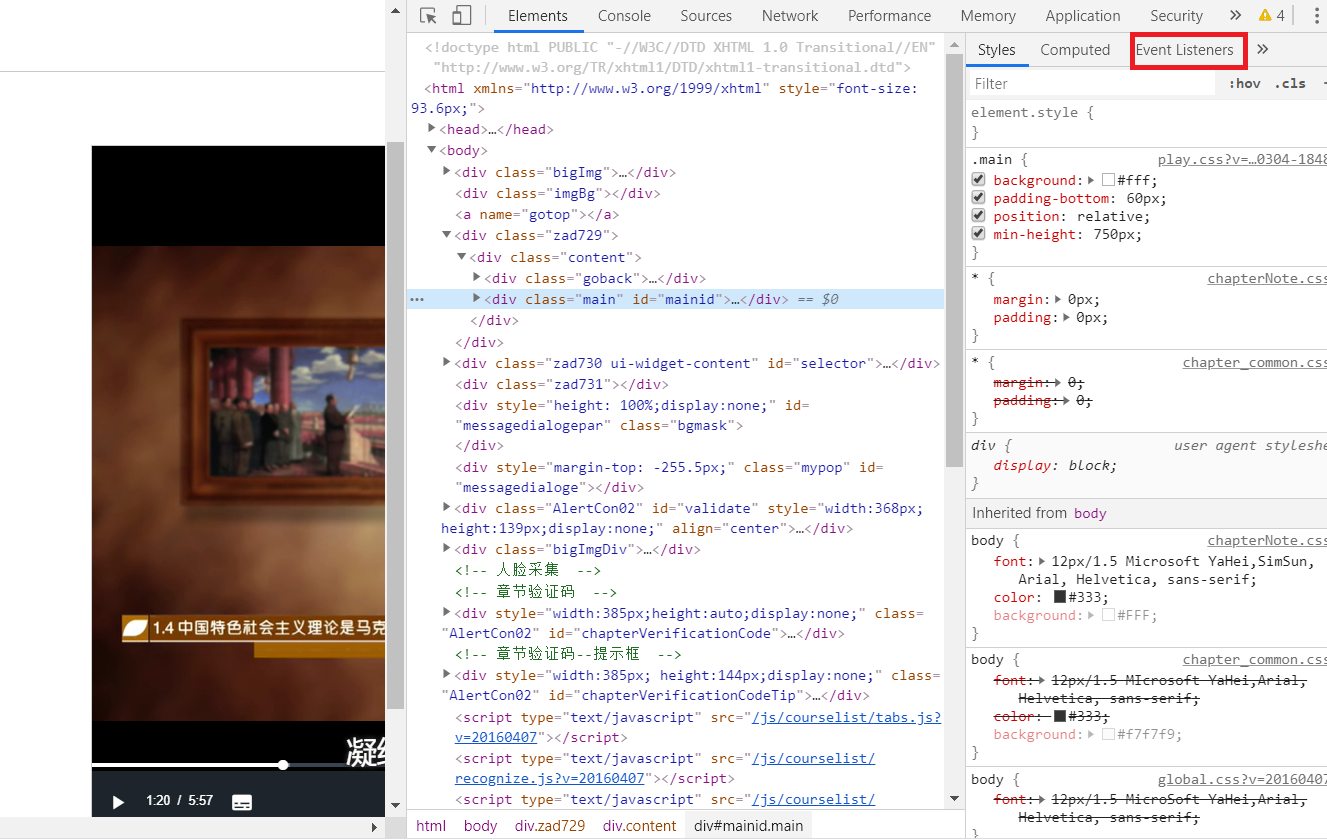 Elements Console Sources Network Performance Memory Application Security » 4
<!doctype html PUBLIC "-//W3C//DTD XHTML 1.0 Transitional//EN"
"http://www.w3.org/TR/xhtml1/DTD/xhtml1-transitional.dtd">
<html xmlns="http://www.w3.org/1999/xhtml" style="font-size:
93.6px;">
<head>…</head>
<body>
<div class="bigImg">…</div>
<div class="imgBg"></div>
<a name="gotop"></a>
<div class="zad729">
<div class="content">
<div class="goback">…</div>
<div class="main" id="mainid">…</div> == $0
</div>
</div>
<div class="zad730 ui-widget-content" id="selector">…</div>
<div class="zad731"></div>
<div style="height: 100%;display:none;" id=
"messagedialogepar" class="bgmask">
</div>
<div style="margin-top: -255.5px;" class="mypop" id=
"messagedialoge"></div>
<div class="AlertCon02" id="validate" style="width:368px;
height:139px;display:none;" align="center">…</div>
<div class="bigImgDiv">…</div>
<!-- 人脸采集 -->
<!-- 章节验证码 -->
<div style="width:385px;height:auto;display:none;" class=
"AlertCon02" id="chapterVerificationCode">…</div>
<!-- 章节验证码--提示框 -->
<div style="width:385px; height:144px;display:none;" class=
"AlertCon02" id="chapterVerificationCodeTip">…</div>
<script type="text/javascript" src="/js/courselist/tabs.js?
v=20160407"></script>
<script type="text/javascript" src="/js/courselist/
recognize.js?v=20160407"></script>
<script type="text/javascript" src="/js/courselist/
html body div.zad729 div.content div#mainid.main
Styles Computed Event Listeners »
Filter :hov .cls
element.style {
}
.main { play.css?v=…0304-1848
background: #fff;
padding-bottom: 60px;
position: relative;
min-height: 750px;
}
* { chapterNote.css
margin: 0px;
padding: 0px;
}
* { chapter_common.css
margin: 0;
padding: 0;
}
div { user agent styleshe
display: block;
}
Inherited from body
body { chapterNote.css
font: 12px/1.5 Microsoft YaHei,SimSun,
Arial, Helvetica, sans-serif;
color: #333;
background: #FFF;
}
body { chapter_common.css
font: 12px/1.5 MIcrosoft YaHei,Arial,
Helvetica, sans-serif;
color: #333;
background: #f7f7f9;
}
body { global.css?v=20160407
font: 12px/1.5 MicroSoft YaHei,Arial,
Helvetica, sans-serif;
}
1.4 中国特色社会主义理论是马克
凝
1:20 / 5:57